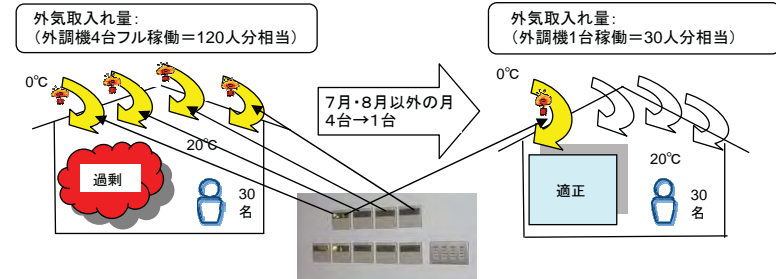 外気取入れ量：
（外調機4台フル稼働＝120人分相当）
0℃
20℃
過剰
30
名
7月・8月以外の月
4台→1台
外気取入れ量：
（外調機1台稼働＝30人分相当）
0℃
20℃
適正
30
名